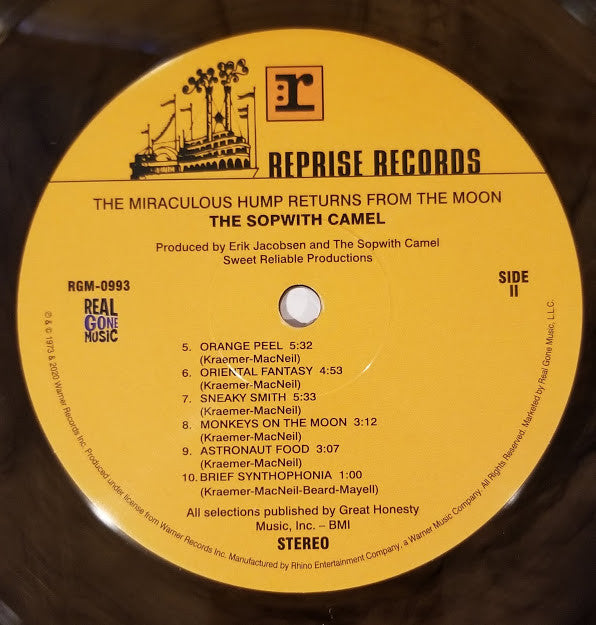 r
REPRISE RECORDS
THE MIRACULOUS HUMP RETURNS FROM THE MOON
THE SOPWITH CAMEL
Produced by Erik Jacobsen and The Sopwith Camel
Sweet Reliable Productions
RGM-0993
REAL
GONE
MUSIC
SIDE
II
5. ORANGE PEEL 5:32
(Kraemer-MacNeil)
6. ORIENTAL FANTASY 4:53
(Kraemer-MacNeil)
7. SNEAKY SMITH 5:33
(Kraemer-MacNeil)
8. MONKEYS ON THE MOON 3:12
(Kraemer-MacNeil)
9. ASTRONAUT FOOD 3:07
(Kraemer-MacNeil)
10. BRIEF SYNTHOPHONIA 1:00
(Kraemer-MacNeil-Beard-Mayell)
All selections published by Great Honesty
Music, Inc. – BMI
STEREO
℗ & © 1973 & 2020 Warner Records Inc. Produced under license from Warner Records Inc. Manufactured by Rhino Entertainment Company, a Warner Music Company. All Rights Reserved. Marketed by Real Gone Music, L.L.C.